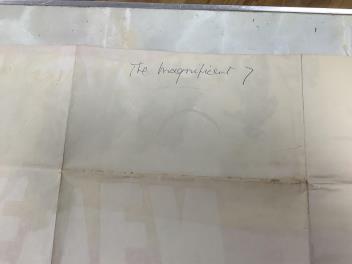 The Magnificent 7